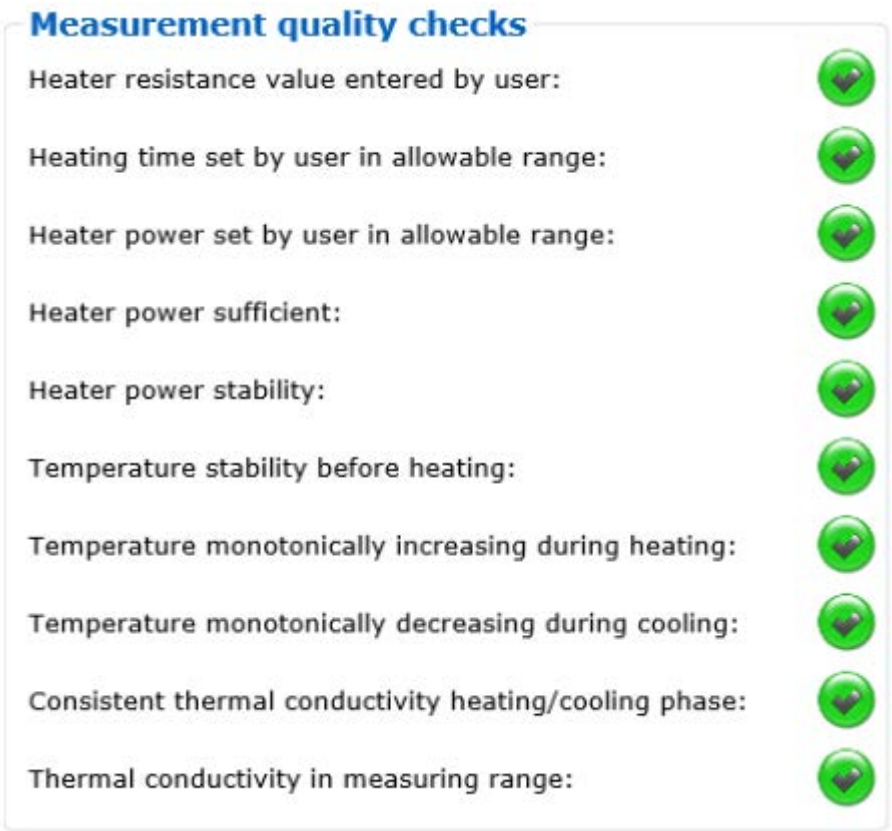 Measurement quality checks
Heater resistance value entered by user:
Heating time set by user in allowable range:
Heater power set by user in allowable range:
Heater power sufficient:
Heater power stability:
Temperature stability before heating:
Temperature monotonically increasing during heating:
Temperature monotonically decreasing during cooling:
Consistent thermal conductivity heating/cooling phase:
Thermal conductivity in measuring range: